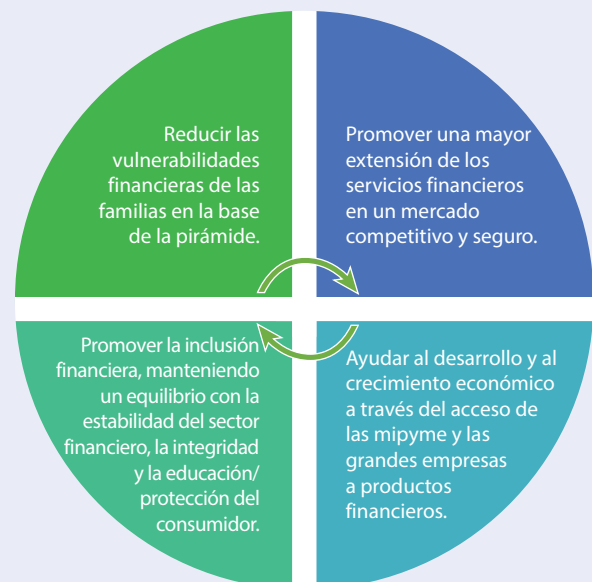 Reducir las
vulnerabilidades
financieras de las
familias en la base
de la pirámide.
Promover una mayor
extensión de los
servicios financieros
en un mercado
competitivo y seguro.
Promover la inclusión
financiera, manteniendo
un equilibrio con la
estabilidad del sector
financiero, la integridad
y la educación/
protección del
consumidor.
Ayudar al desarrollo y al
crecimiento económico
a través del acceso de
las mipyme y las
grandes empresas
a productos
financieros.